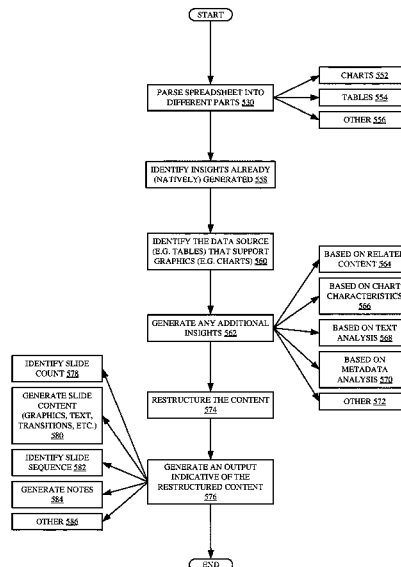 START
PARSE SPREADSHEET INTO
DIFFERENT PARTS 530
CHARTS 552
TABLES 554
OTHER 556
IDENTIFY INSIGHTS ALREADY
(NATIVELY) GENERATED 558
IDENTIFY THE DATA SOURCE
(E.G. TABLES) THAT SUPPORT
GRAPHICS (E.G. CHARTS) 560
GENERATE ANY ADDITIONAL
INSIGHTS 562
BASED ON RELATED
CONTENT 564
BASED ON CHART
CHARACTERISTICS
566
BASED ON TEXT
ANALYSIS 568
BASED ON
METADATA
ANALYSIS 570
OTHER 572
RESTRUCTURE THE CONTENT
574
GENERATE AN OUTPUT
INDICATIVE OF THE
RESTRUCTURED CONTENT
576
IDENTIFY SLIDE
COUNT 578
GENERATE SLIDE
CONTENT
(GRAPHICS, TEXT,
TRANSITIONS, ETC.)
580
IDENTIFY SLIDE
SEQUENCE 582
GENERATE NOTES
584
OTHER 586
END